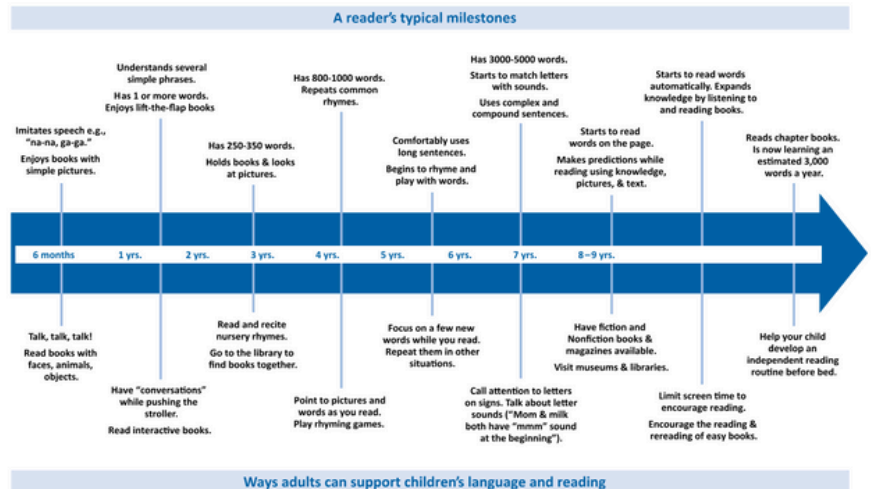 A reader's typical milestones
Imitates speech e.g.,
"na-na, ga-ga."
Enjoys books with
simple pictures.
Understands several
simple phrases.
Has 1 or more words.
Enjoys lift-the-flap books
Has 250-350 words.
Holds books & looks
at pictures.
Has 800-1000 words.
Repeats common
rhymes.
Comfortably uses
long sentences.
Begins to rhyme and
play with words.
Has 3000-5000 words.
Starts to match letters
with sounds.
Uses complex and
compound sentences.
Starts to read
words on the page.
Makes predictions while
reading using knowledge,
pictures, & text.
Starts to read words
automatically. Expands
knowledge by listening to
and reading books.
Reads chapter books.
Is now learning an
estimated 3,000
words a year.
6 months 1 yrs. 2 yrs. 3 yrs. 4 yrs. 5 yrs. 6 yrs. 7 yrs. 8–9 yrs.
Talk, talk, talk!
Read books with
faces, animals,
objects.
Have "conversations"
while pushing the
stroller.
Read interactive books.
Read and recite
nursery rhymes.
Go to the library to
find books together.
Point to pictures and
words as you read.
Play rhyming games.
Focus on a few new
words while you read.
Repeat them in other
situations.
Call attention to letters
on signs. Talk about letter
sounds ("Mom & milk
both have "mmm" sound
at the beginning").
Have fiction and
Nonfiction books &
magazines available.
Visit museums & libraries.
Limit screen time to
encourage reading.
Encourage the reading &
rereading of easy books.
Help your child
develop an
independent reading
routine before bed.
Ways adults can support children's language and reading